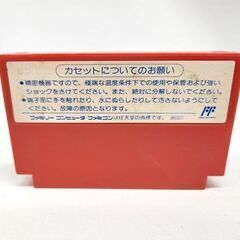 カセットについてのお願い
●精密機器ですので、極端な温度条件下での使用や保管および強い
ショックをさけてください。また、絶対に分解しないでください。
●端子部に手を触れたり、水にぬらしたりして汚さないようにして
ください。故障の原因となります。
ファミリーコンピュータ ファミコンは任天堂の商標です。
FF